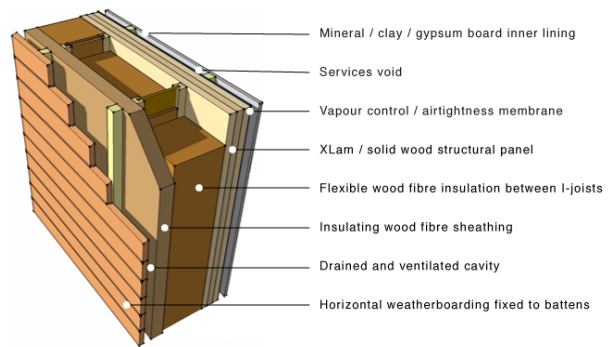 Mineral / clay / gypsum board inner lining
Services void
Vapour control / airtightness membrane
XLam / solid wood structural panel
Flexible wood fibre insulation between I-joists
Insulating wood fibre sheathing
Drained and ventilated cavity
Horizontal weatherboarding fixed to battens